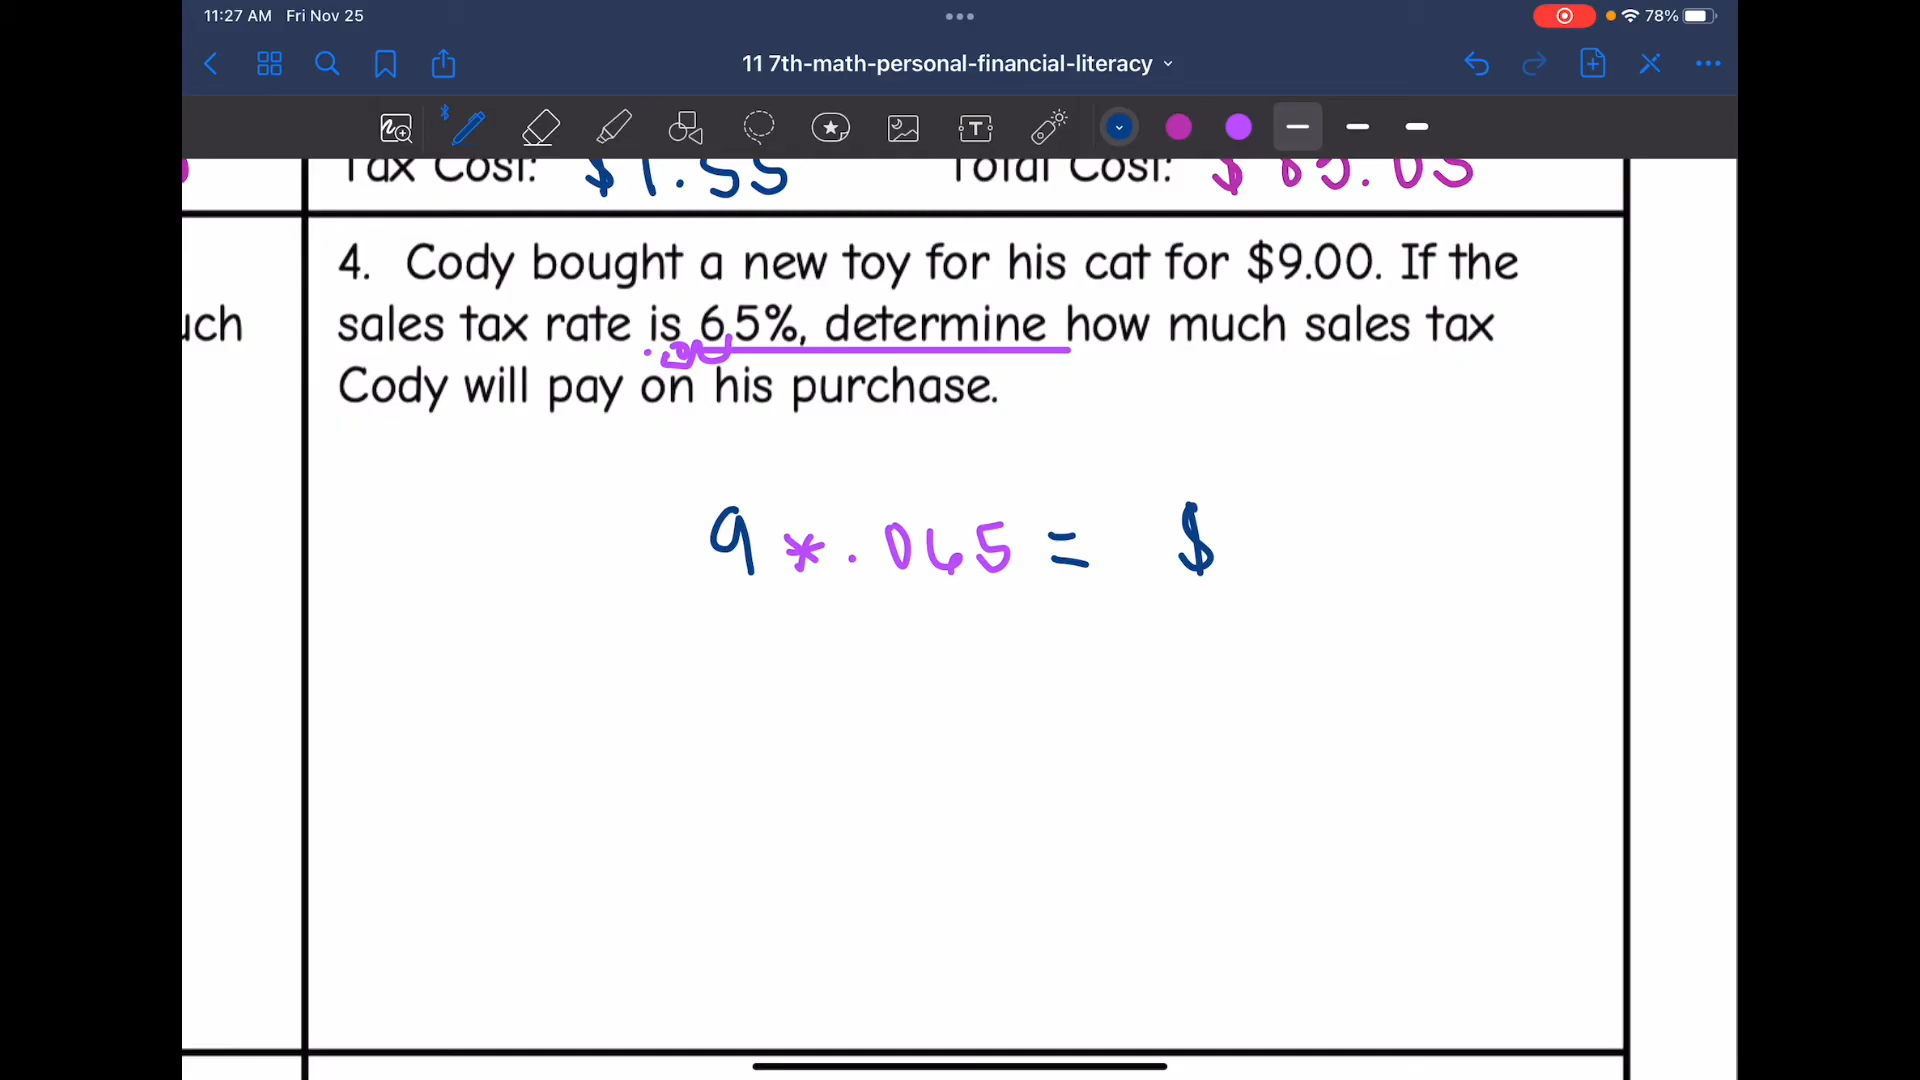 11:27 AM Fri Nov 25
78%
11 7th-math-personal-financial-literacy
Tax Cost: $1.55 Total Cost: $
4. Cody bought a new toy for his cat for $9.00. If the
sales tax rate is 6.5%, determine how much sales tax
uch
Cody will pay on his purchase.
9 * .065 = $